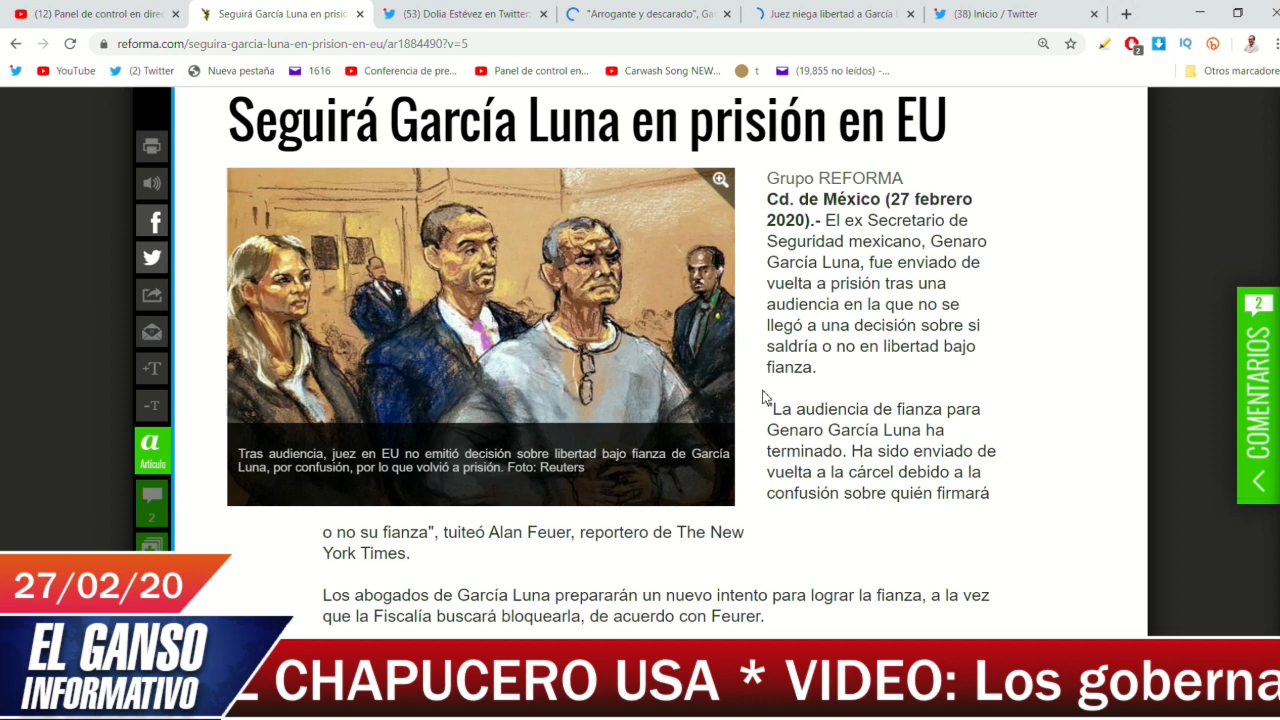 (12) Panel de control en direc
Seguirá García Luna en prisió
(53) Dolia Estévez en Twitter:
"Arrogante y descarado", Ga
Juez niega libertad a García L
(38) Inicio / Twitter
reforma.com/seguira-garcia-luna-en-prision-en-eu/ar1884490?v=5
2
IQ
YouTube
(2) Twitter
Nueva pestaña
1616
Conferencia de pre...
Panel de control en...
Carwash Song NEW...
t
(19,855 no leídos) -...
Otros marcadore
Seguirá García Luna en prisión en EU
+T
-T
a
Artículo
2
Tras audiencia, juez en EU no emitió decisión sobre libertad bajo fianza de García
Luna, por confusión, por lo que volvió a prisión. Foto: Reuters
Grupo REFORMA
Cd. de México (27 febrero
2020).- El ex Secretario de
Seguridad mexicano, Genaro
García Luna, fue enviado de
vuelta a prisión tras una
audiencia en la que no se
llegó a una decisión sobre si
saldría o no en libertad bajo
fianza.
"La audiencia de fianza para
Genaro García Luna ha
terminado. Ha sido enviado de
vuelta a la cárcel debido a la
confusión sobre quién firmará
o no su fianza", tuiteó Alan Feuer, reportero de The New
York Times.
Los abogados de García Luna prepararán un nuevo intento para lograr la fianza, a la vez
que la Fiscalía buscará bloquearla, de acuerdo con Feurer.
2
COMENTARIOS
27/02/20
EL GANSO
INFORMATIVO
CHAPUCERO USA * VIDEO: Los goberna